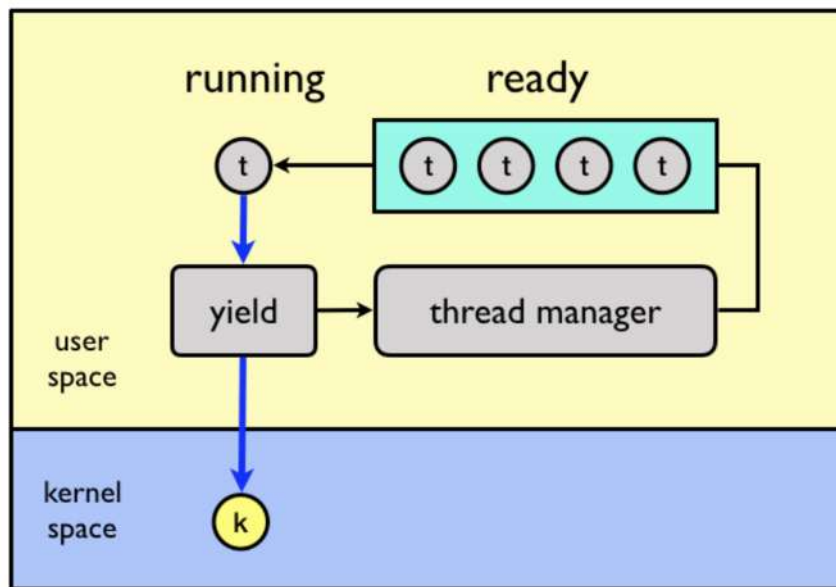 running
ready
t
t
t
t
t
yield
thread manager
user
space
kernel
space
k